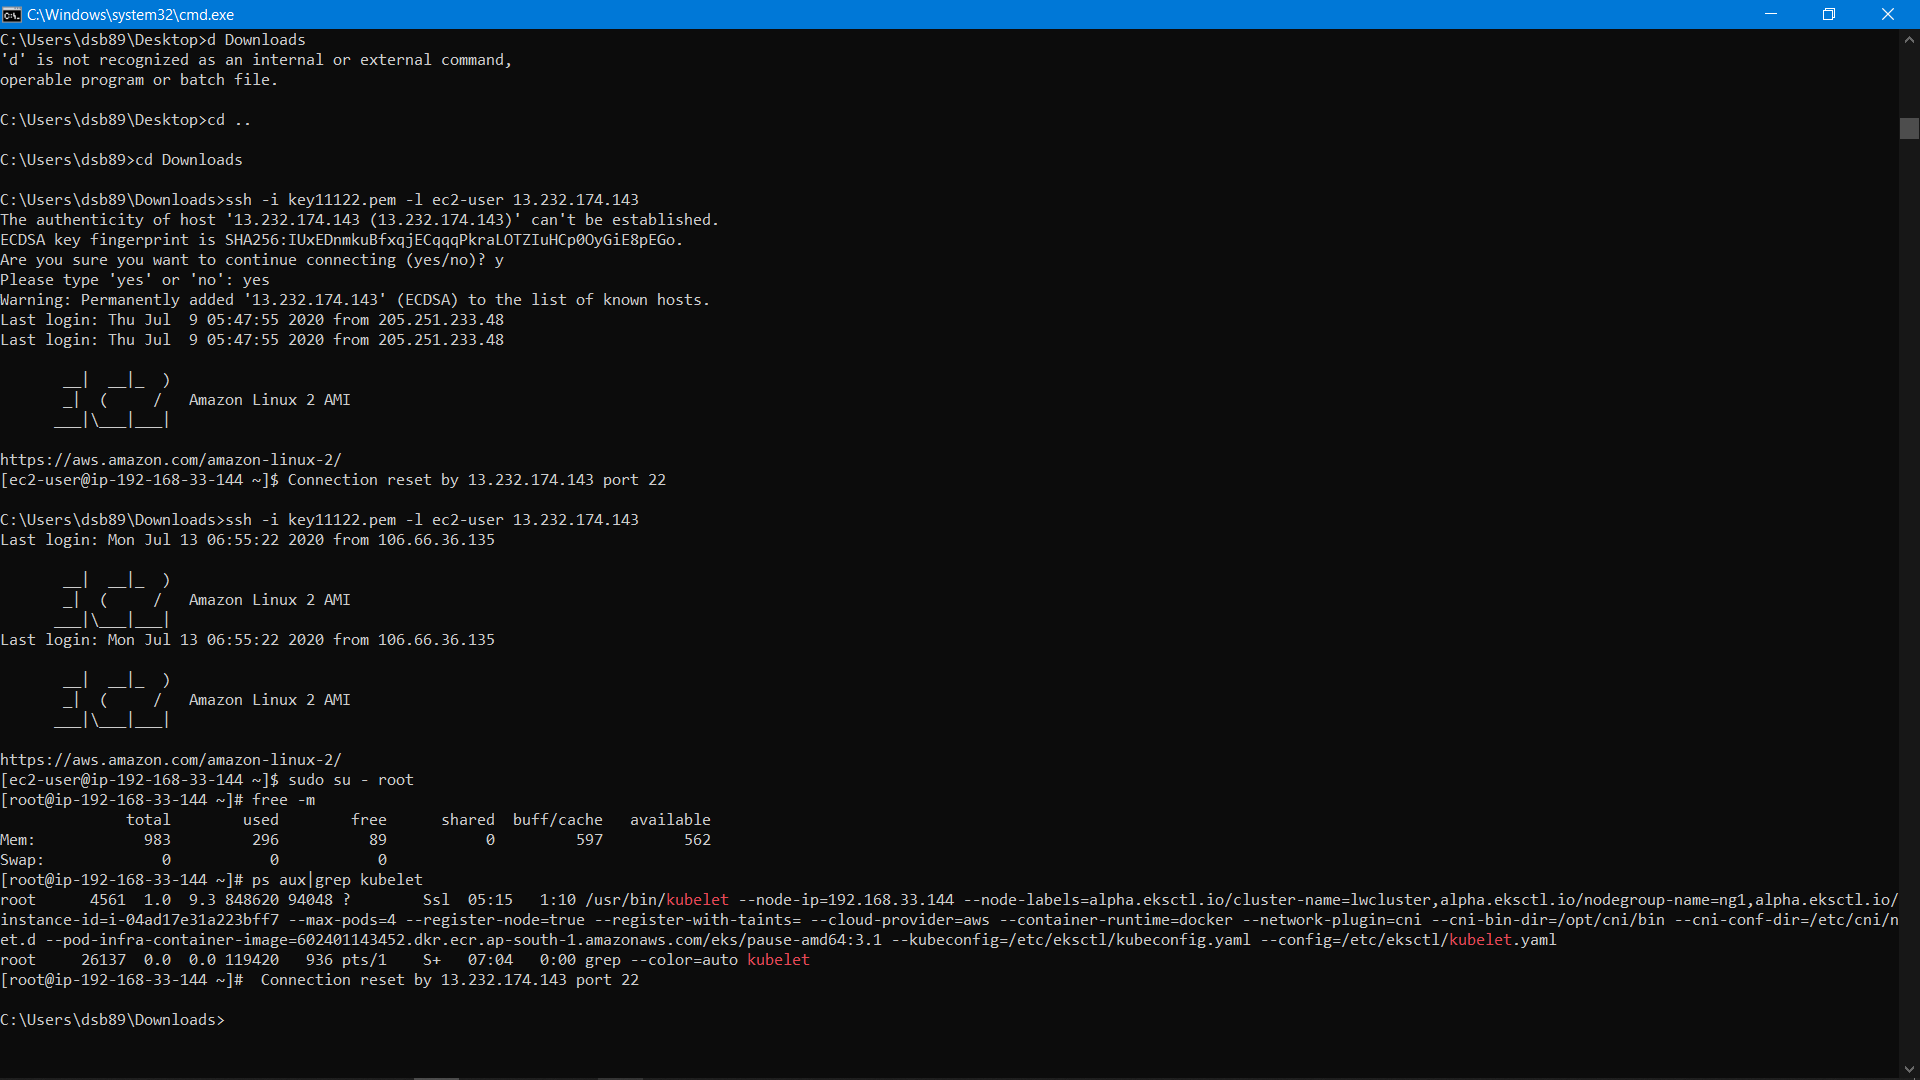 C:\Windows\system32\cmd.exe
C:\Users\dsb89\Desktop>d Downloads
'd' is not recognized as an internal or external command,
operable program or batch file.
C:\Users\dsb89\Desktop>cd ..
C:\Users\dsb89>cd Downloads
C:\Users\dsb89\Downloads>ssh -i key11122.pem -l ec2-user 13.232.174.143
The authenticity of host '13.232.174.143 (13.232.174.143)' can't be established.
ECDSA key fingerprint is SHA256:IUxEDnmkuBfxqjECqqqPkraLOTZIuHCp0OyGiE8pEGo.
Are you sure you want to continue connecting (yes/no)? y
Please type 'yes' or 'no': yes
Warning: Permanently added '13.232.174.143' (ECDSA) to the list of known hosts.
Last login: Thu Jul  9 05:47:55 2020 from 205.251.233.48
Last login: Thu Jul  9 05:47:55 2020 from 205.251.233.48
       __|  __|_  )
       _|  (     /   Amazon Linux 2 AMI
      ___|\___|___|
https://aws.amazon.com/amazon-linux-2/
[ec2-user@ip-192-168-33-144 ~]$ Connection reset by 13.232.174.143 port 22
C:\Users\dsb89\Downloads>ssh -i key11122.pem -l ec2-user 13.232.174.143
Last login: Mon Jul 13 06:55:22 2020 from 106.66.36.135
       __|  __|_  )
       _|  (     /   Amazon Linux 2 AMI
      ___|\___|___|
Last login: Mon Jul 13 06:55:22 2020 from 106.66.36.135
       __|  __|_  )
       _|  (     /   Amazon Linux 2 AMI
      ___|\___|___|
https://aws.amazon.com/amazon-linux-2/
[ec2-user@ip-192-168-33-144 ~]$ sudo su - root
[root@ip-192-168-33-144 ~]# free -m
              total        used        free      shared  buff/cache   available
Mem:            983         296          89           0         597         562
Swap:             0           0           0
[root@ip-192-168-33-144 ~]# ps aux|grep kubelet
root      4561  1.0  9.3 848620 94048 ?        Ssl  05:15   1:10 /usr/bin/kubelet --node-ip=192.168.33.144 --node-labels=alpha.eksctl.io/cluster-name=lwcluster,alpha.eksctl.io/nodegroup-name=ng1,alpha.eksctl.io/
instance-id=i-04ad17e31a223bff7 --max-pods=4 --register-node=true --register-with-taints= --cloud-provider=aws --container-runtime=docker --network-plugin=cni --cni-bin-dir=/opt/cni/bin --cni-conf-dir=/etc/cni/n
et.d --pod-infra-container-image=602401143452.dkr.ecr.ap-south-1.amazonaws.com/eks/pause-amd64:3.1 --kubeconfig=/etc/eksctl/kubeconfig.yaml --config=/etc/eksctl/kubelet.yaml
root     26137  0.0  0.0 119420   936 pts/1    S+   07:04   0:00 grep --color=auto kubelet
[root@ip-192-168-33-144 ~]#  Connection reset by 13.232.174.143 port 22
C:\Users\dsb89\Downloads>